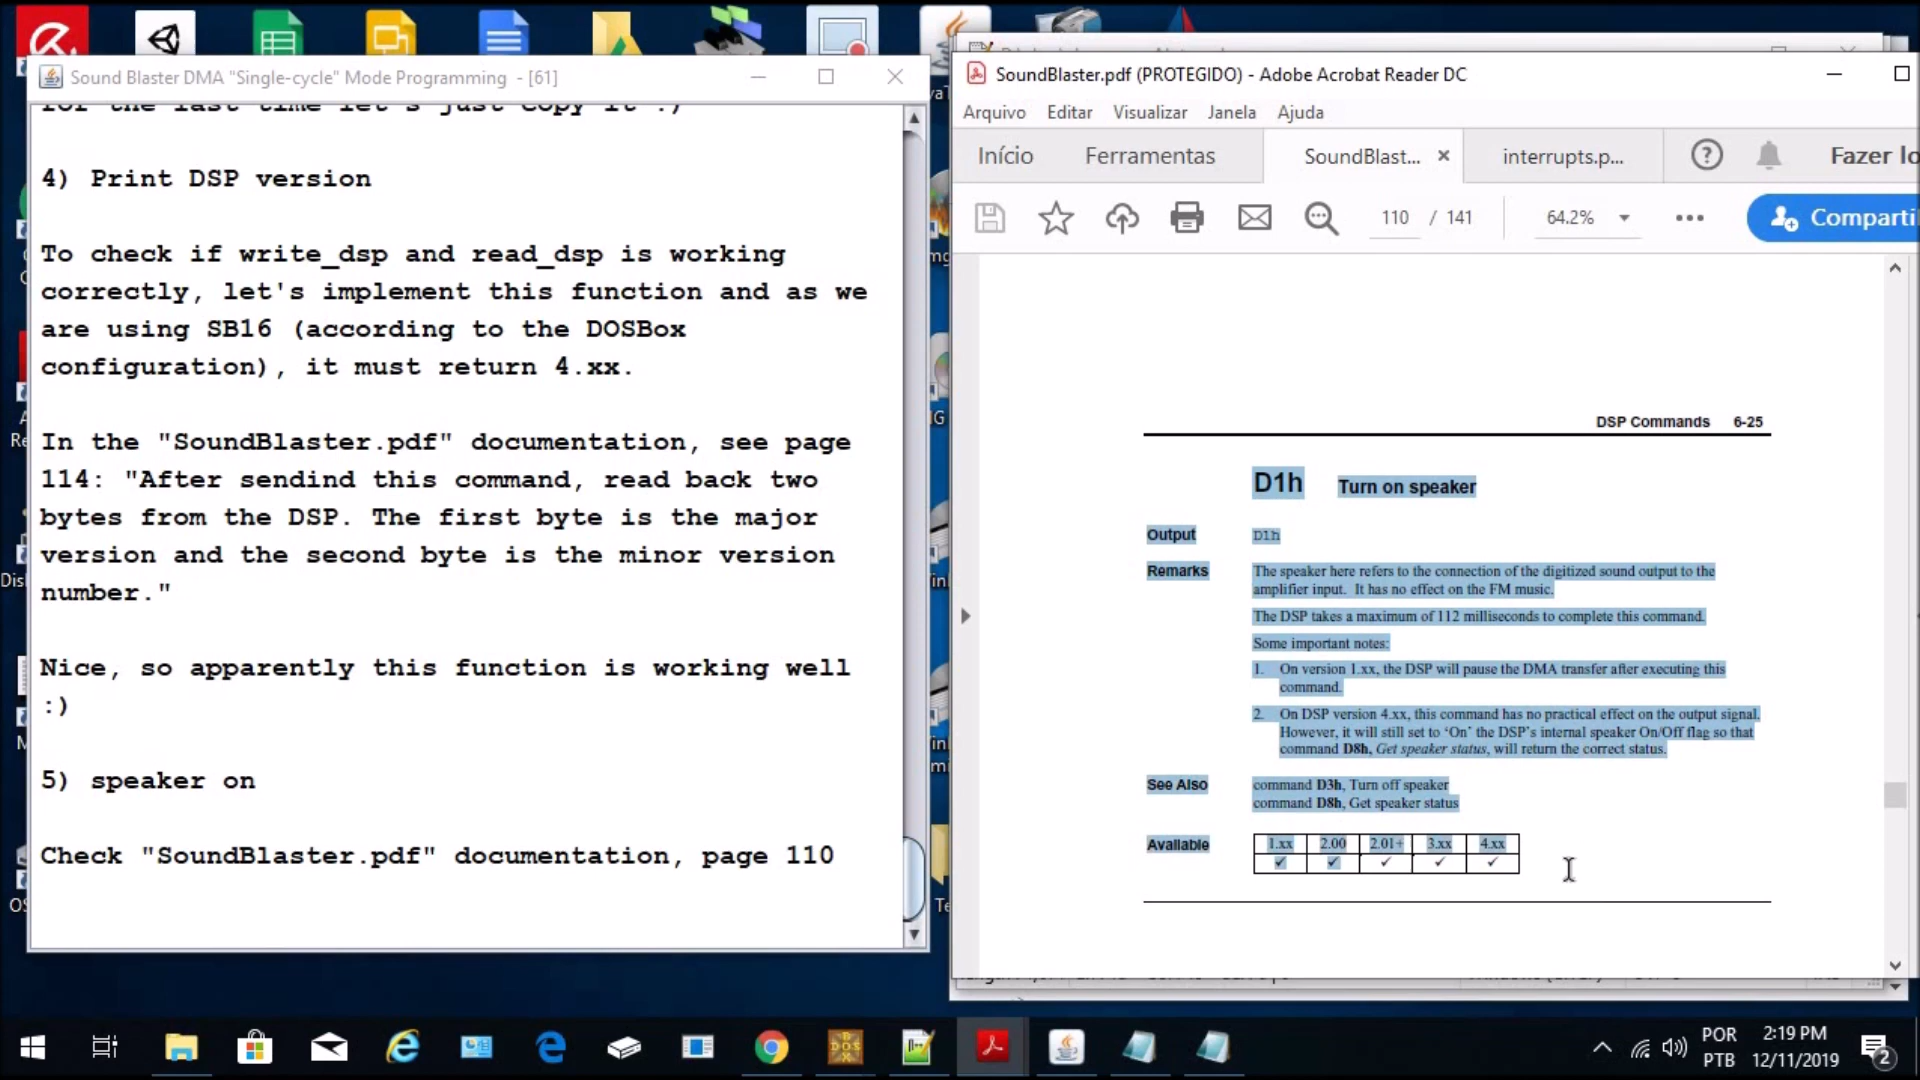 Sound Blaster DMA "Single-cycle" Mode Programming - [61]
for the last time let's just copy it :)
4) Print DSP version
To check if write_dsp and read_dsp is working
correctly, let's implement this function and as we
are using SB16 (according to the DOSBox
configuration), it must return 4.xx.
In the "SoundBlaster.pdf" documentation, see page
114: "After sendind this command, read back two
bytes from the DSP. The first byte is the major
version and the second byte is the minor version
number."
Nice, so apparently this function is working well
:)
5) speaker on
Check "SoundBlaster.pdf" documentation, page 110
SoundBlaster.pdf (PROTEGIDO) - Adobe Acrobat Reader DC
Arquivo Editar Visualizar Janela Ajuda
Início Ferramentas SoundBlast... interrupts.p... Fazer lo
110 / 141 64.2% Comparti
DSP Commands 6-25
D1h Turn on speaker
Output D1h
Remarks The speaker here refers to the connection of the digitized sound output to the
amplifier input. It has no effect on the FM music.
The DSP takes a maximum of 112 milliseconds to complete this command.
Some important notes:
1. On version 1.xx, the DSP will pause the DMA transfer after executing this
command.
2. On DSP version 4.xx, this command has no practical effect on the output signal.
However, it will still set to ‘On’ the DSP’s internal speaker On/Off flag so that
command D8h, Get speaker status, will return the correct status.
See Also command D3h, Turn off speaker
command D8h, Get speaker status
Available 1.xx 2.00 2.01+ 3.xx 4.xx
✓ ✓ ✓ ✓ ✓
POR 2:19 PM
PTB 12/11/2019 2